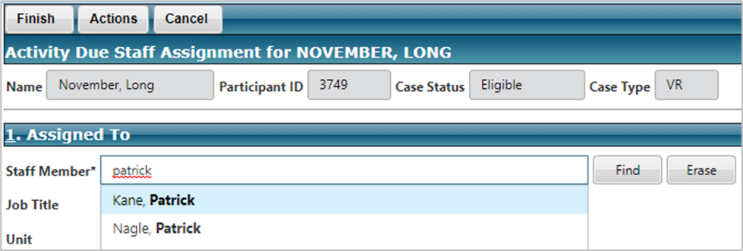 Finish Actions Cancel
Activity Due Staff Assignment for NOVEMBER, LONG
Name November, Long Participant ID 3749 Case Status Eligible Case Type VR
1. Assigned To
Staff Member* patrick Find Erase
Job Title Kane, Patrick
Nagle, Patrick
Unit